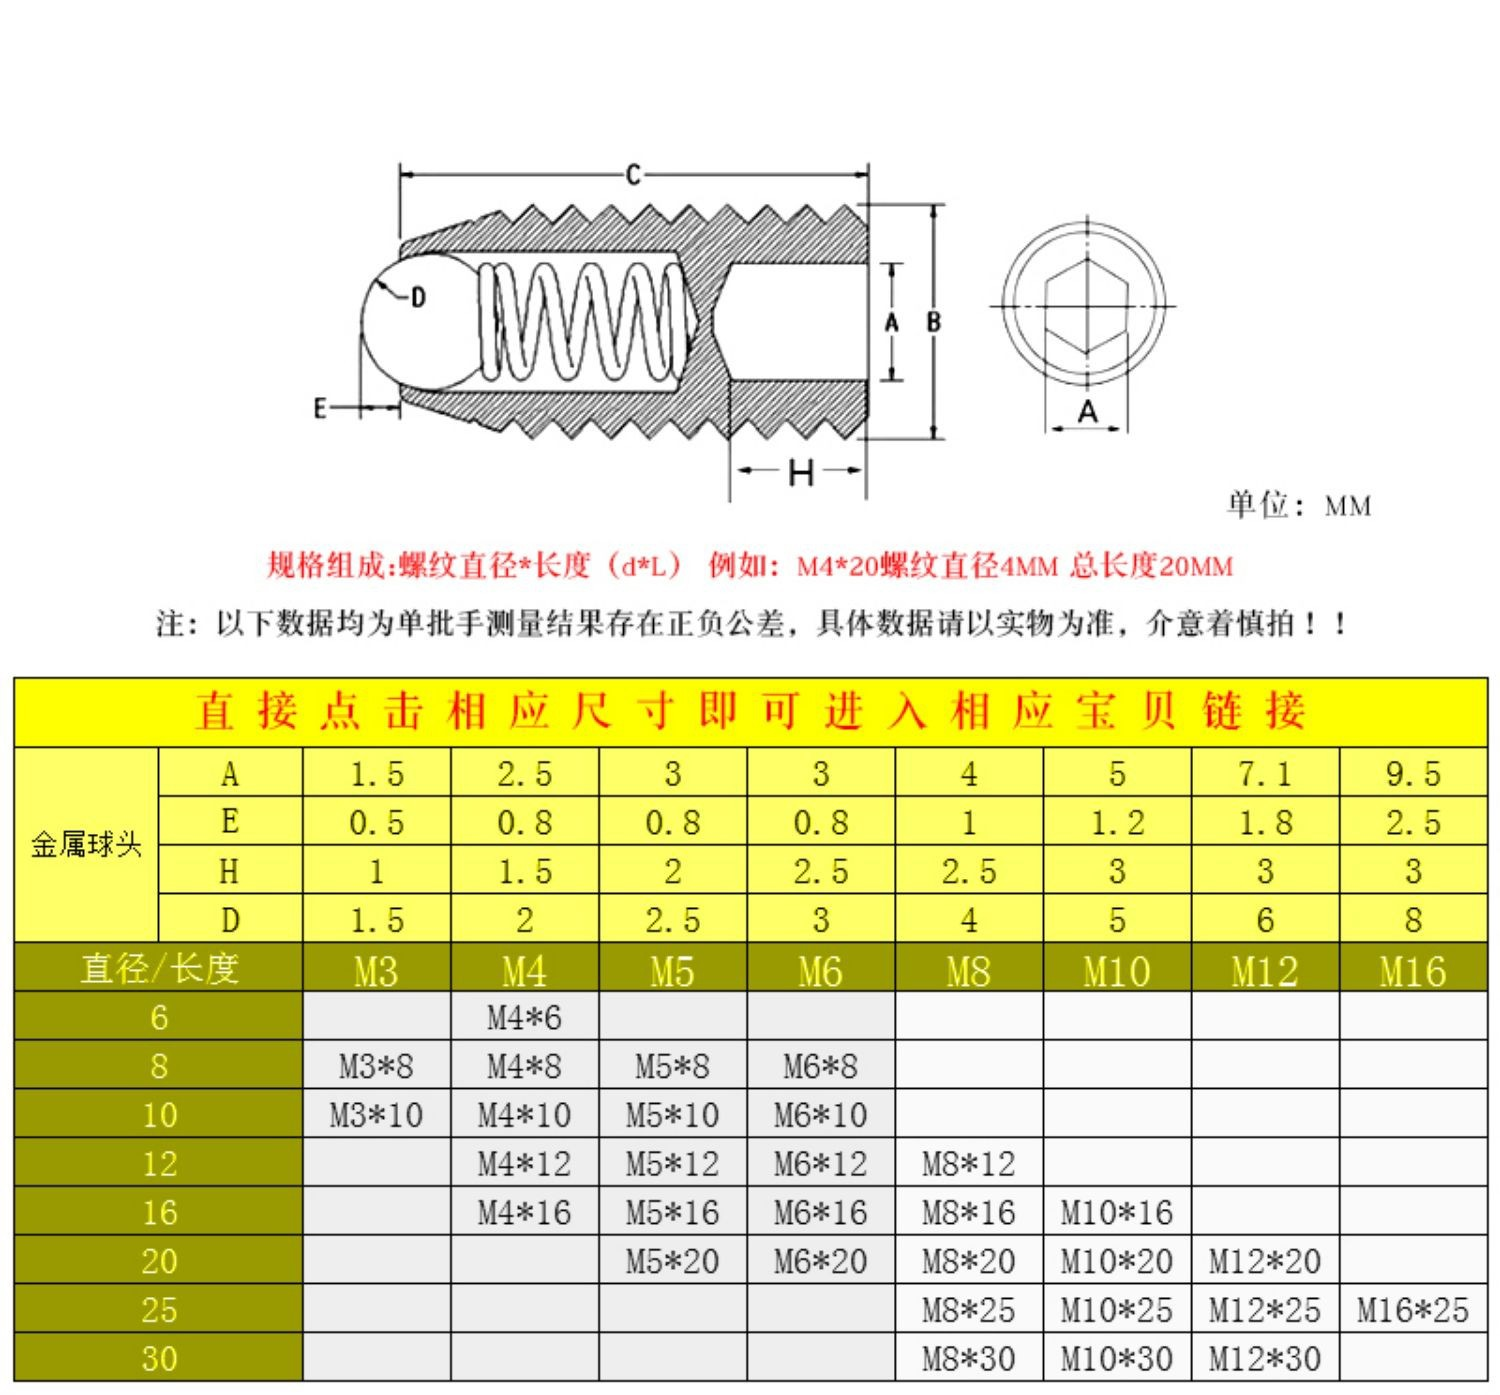 C
D
A B
E
A
H
单位：MM
规格组成:螺纹直径*长度（d*L） 例如：M4*20螺纹直径4MM 总长度20MM
注：以下数据均为单批手测量结果存在正负公差，具体数据请以实物为准，介意着慎拍！！
直接点击相应尺寸即可进入相应宝贝链接
金属球头
A 1.5 2.5 3 3 4 5 7.1 9.5
E 0.5 0.8 0.8 0.8 1 1.2 1.8 2.5
H 1 1.5 2 2.5 2.5 3 3 3
D 1.5 2 2.5 3 4 5 6 8
直径/长度 M3 M4 M5 M6 M8 M10 M12 M16
6 M4*6
8 M3*8 M4*8 M5*8 M6*8
10 M3*10 M4*10 M5*10 M6*10
12 M4*12 M5*12 M6*12 M8*12
16 M4*16 M5*16 M6*16 M8*16 M10*16
20 M5*20 M6*20 M8*20 M10*20 M12*20
25 M8*25 M10*25 M12*25 M16*25
30 M8*30 M10*30 M12*30